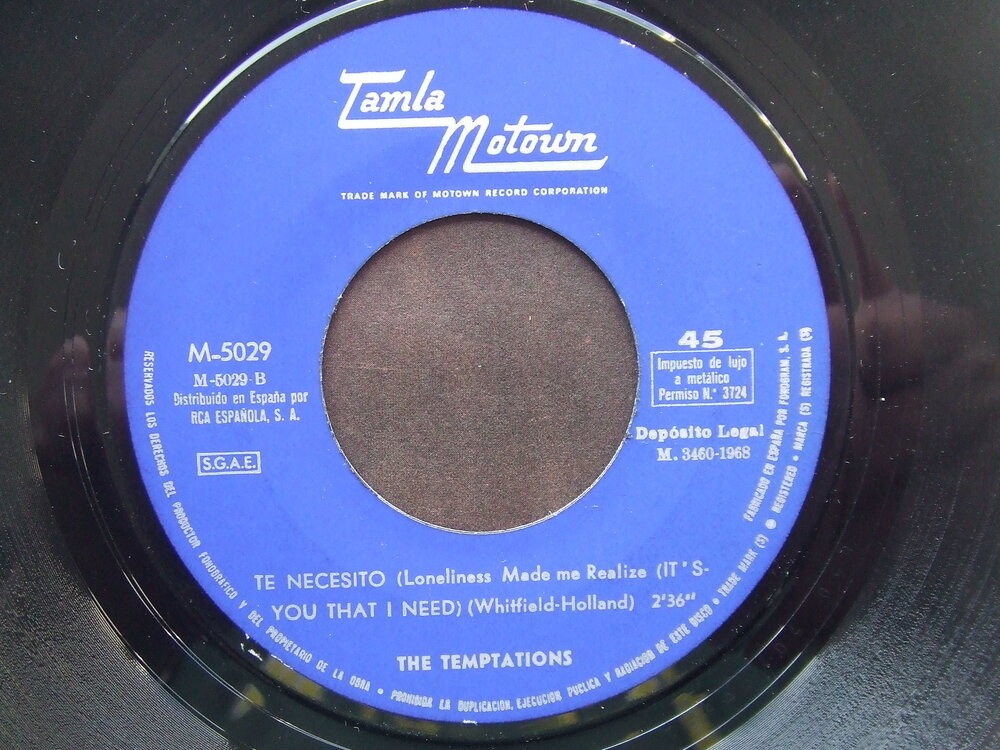 Tamla
Motown
TRADE MARK OF MOTOWN RECORD CORPORATION
M-5029
M-5029-B
Distribuido en España por
RCA ESPAÑOLA, S. A.
S.G.A.E.
45
Impuesto de lujo
a metálico
Permiso N.º 3724
Depósito Legal
M. 3460-1968
TE NECESITO (Loneliness Made me Realize (IT'S-
YOU THAT I NEED) (Whitfield-Holland) 2'36"
THE TEMPTATIONS
RESERVADOS LOS DERECHOS DEL PRODUCTOR FONOGRAFICO Y DEL PROPIETARIO DE LA OBRA • PROHIBIDA LA DUPLICACION, EJECUCION PUBLICA Y RADIACION DE ESTE DISCO • TRADE MARK (S) ● REGISTERED • MARCA (S) REGISTRADA (S)
FABRICADO EN ESPAÑA POR FONOGRAM, S. A.